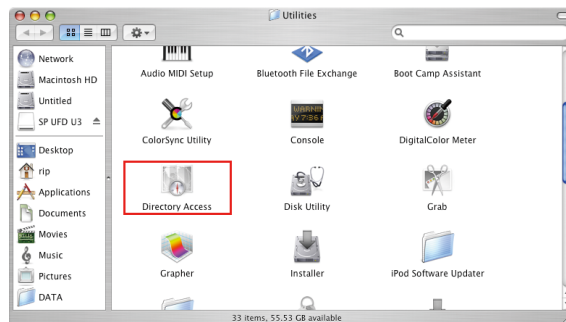 Utilities
Network
Macintosh HD
Untitled
SP UFD U3
Desktop
rip
Applications
Documents
Movies
Music
Pictures
DATA
Audio MIDI Setup
Bluetooth File Exchange
Boot Camp Assistant
ColorSync Utility
Console
DigitalColor Meter
Directory Access
Disk Utility
Grab
Grapher
Installer
iPod Software Updater
33 items, 55.53 GB available